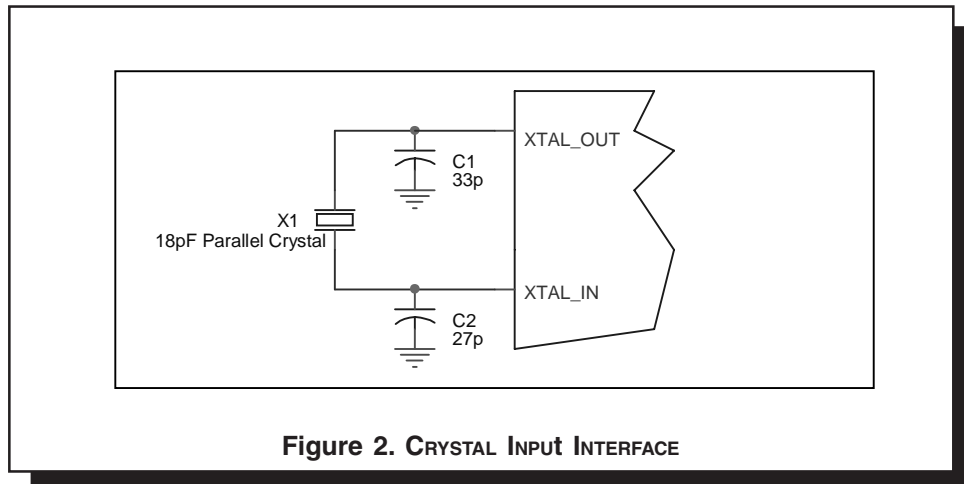 XTAL_OUT
C1
33p
X1
18pF Parallel Crystal
XTAL_IN
C2
27p
Figure 2. CRYSTAL INPUT INTERFACE